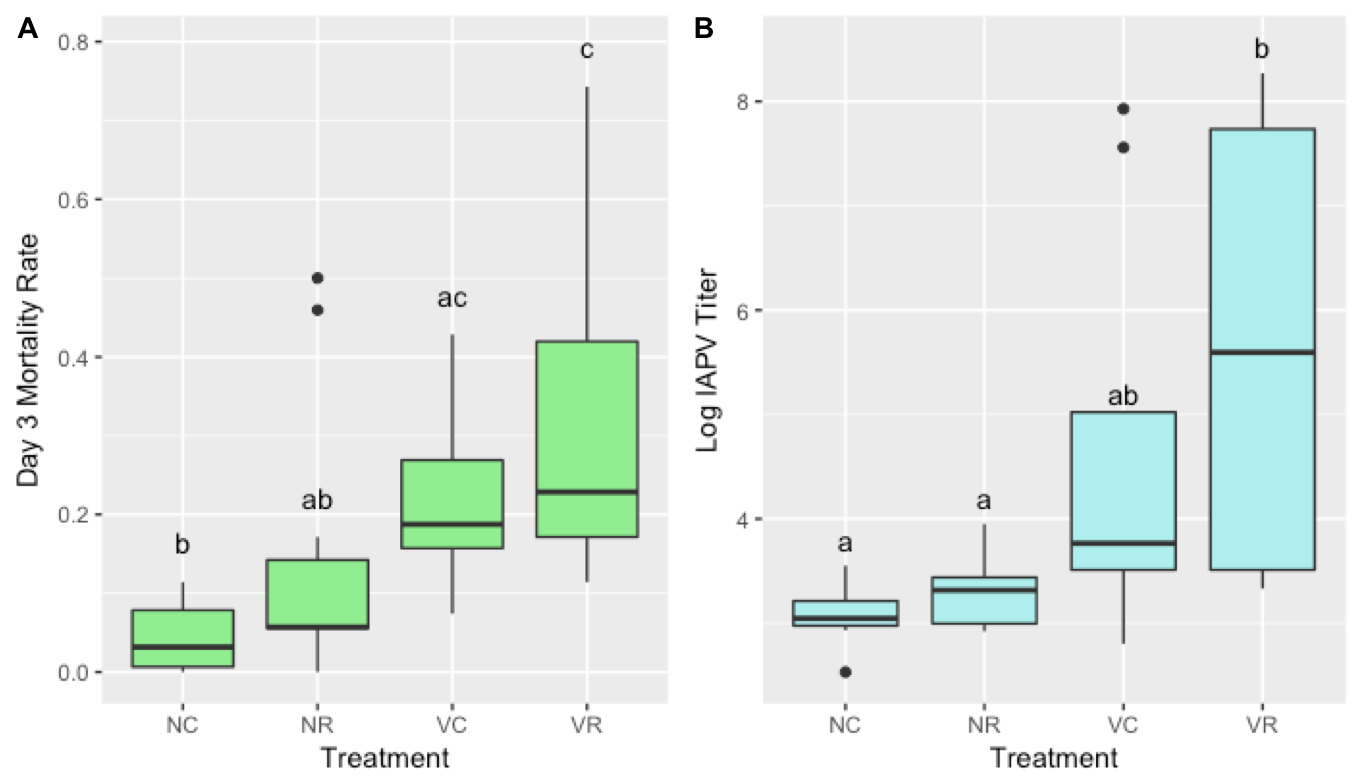 A
Day 3 Mortality Rate
0.8
0.6
0.4
0.2
0.0
b
ab
ac
c
NC NR VC VR
Treatment
B
Log IAPV Titer
8
6
4
a
a
ab
b
NC NR VC VR
Treatment